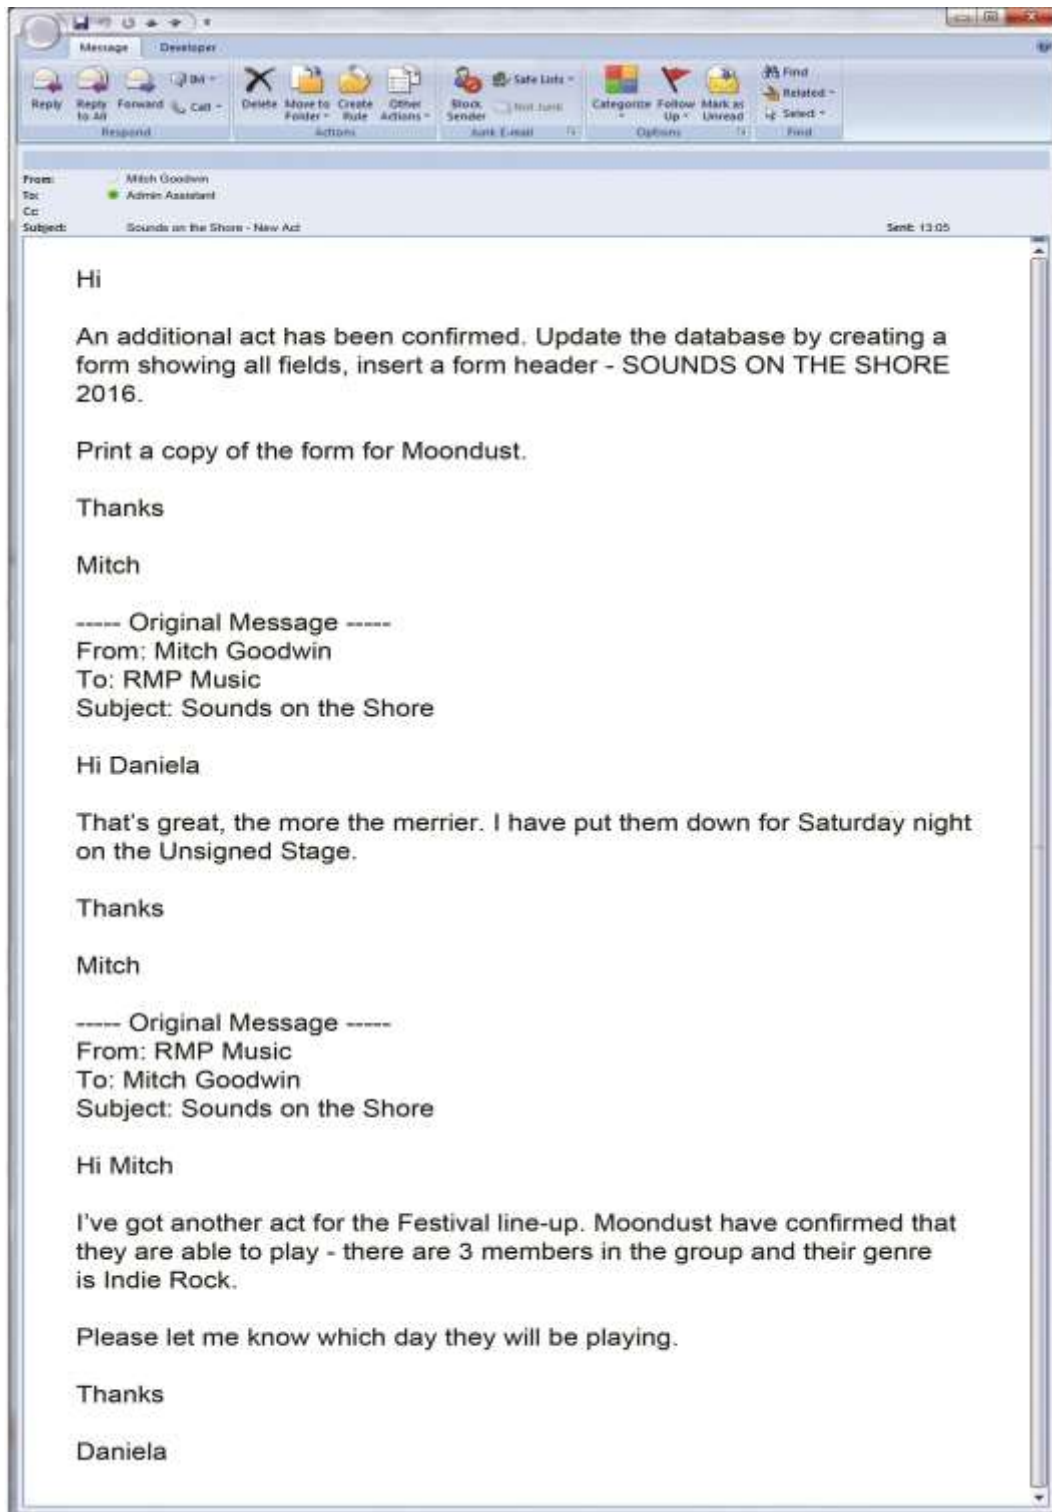 Message Developer
Reply Reply to All Forward IM Call
Delete Move to Folder Create Rule Other Actions
Block Sender Safe Lists Not Junk
Categorize Follow Up Mark as Unread
Find Related Select
Respond Actions Junk E-mail Options Find
From: Mitch Goodwin
To: Admin Assistant
Cc:
Subject: Sounds on the Shore - New Act Sent: 13:05
Hi
An additional act has been confirmed. Update the database by creating a
form showing all fields, insert a form header - SOUNDS ON THE SHORE
2016.
Print a copy of the form for Moondust.
Thanks
Mitch
----- Original Message -----
From: Mitch Goodwin
To: RMP Music
Subject: Sounds on the Shore
Hi Daniela
That's great, the more the merrier. I have put them down for Saturday night
on the Unsigned Stage.
Thanks
Mitch
----- Original Message -----
From: RMP Music
To: Mitch Goodwin
Subject: Sounds on the Shore
Hi Mitch
I've got another act for the Festival line-up. Moondust have confirmed that
they are able to play - there are 3 members in the group and their genre
is Indie Rock.
Please let me know which day they will be playing.
Thanks
Daniela